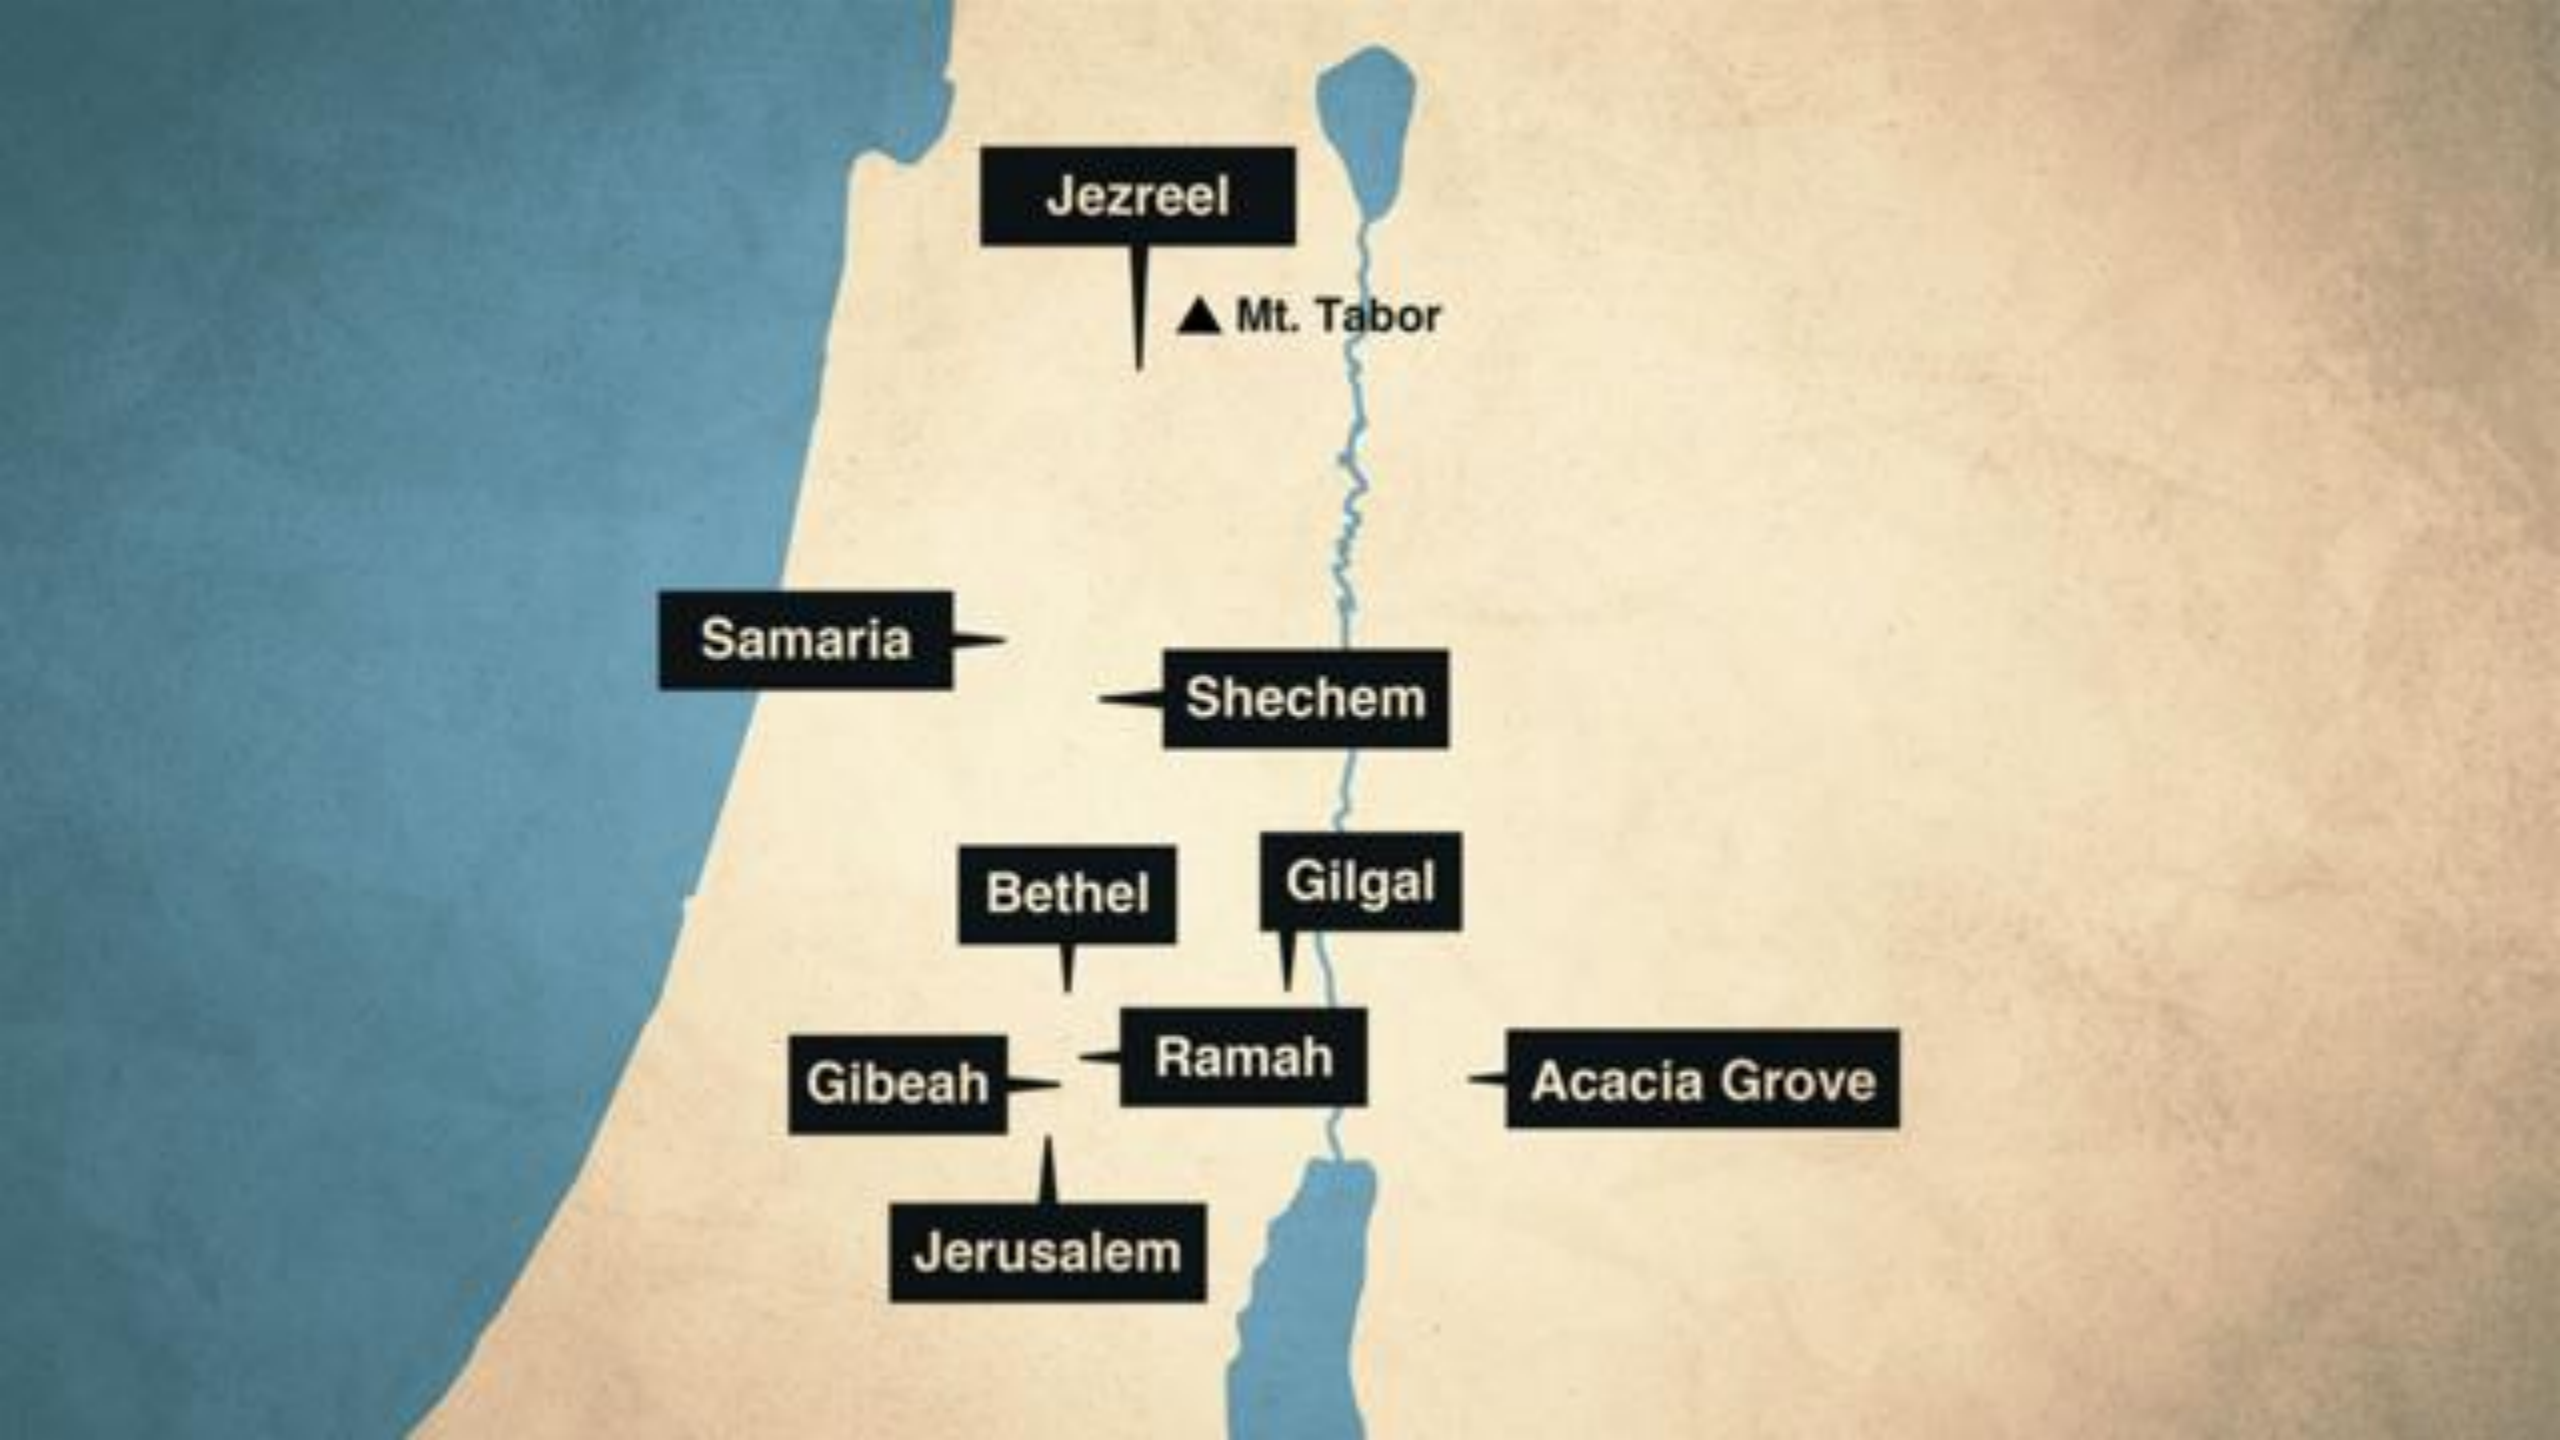 Jezreel
Mt. Tabor
Samaria
Shechem
Bethel
Gilgal
Gibeah
Ramah
Acacia Grove
Jerusalem